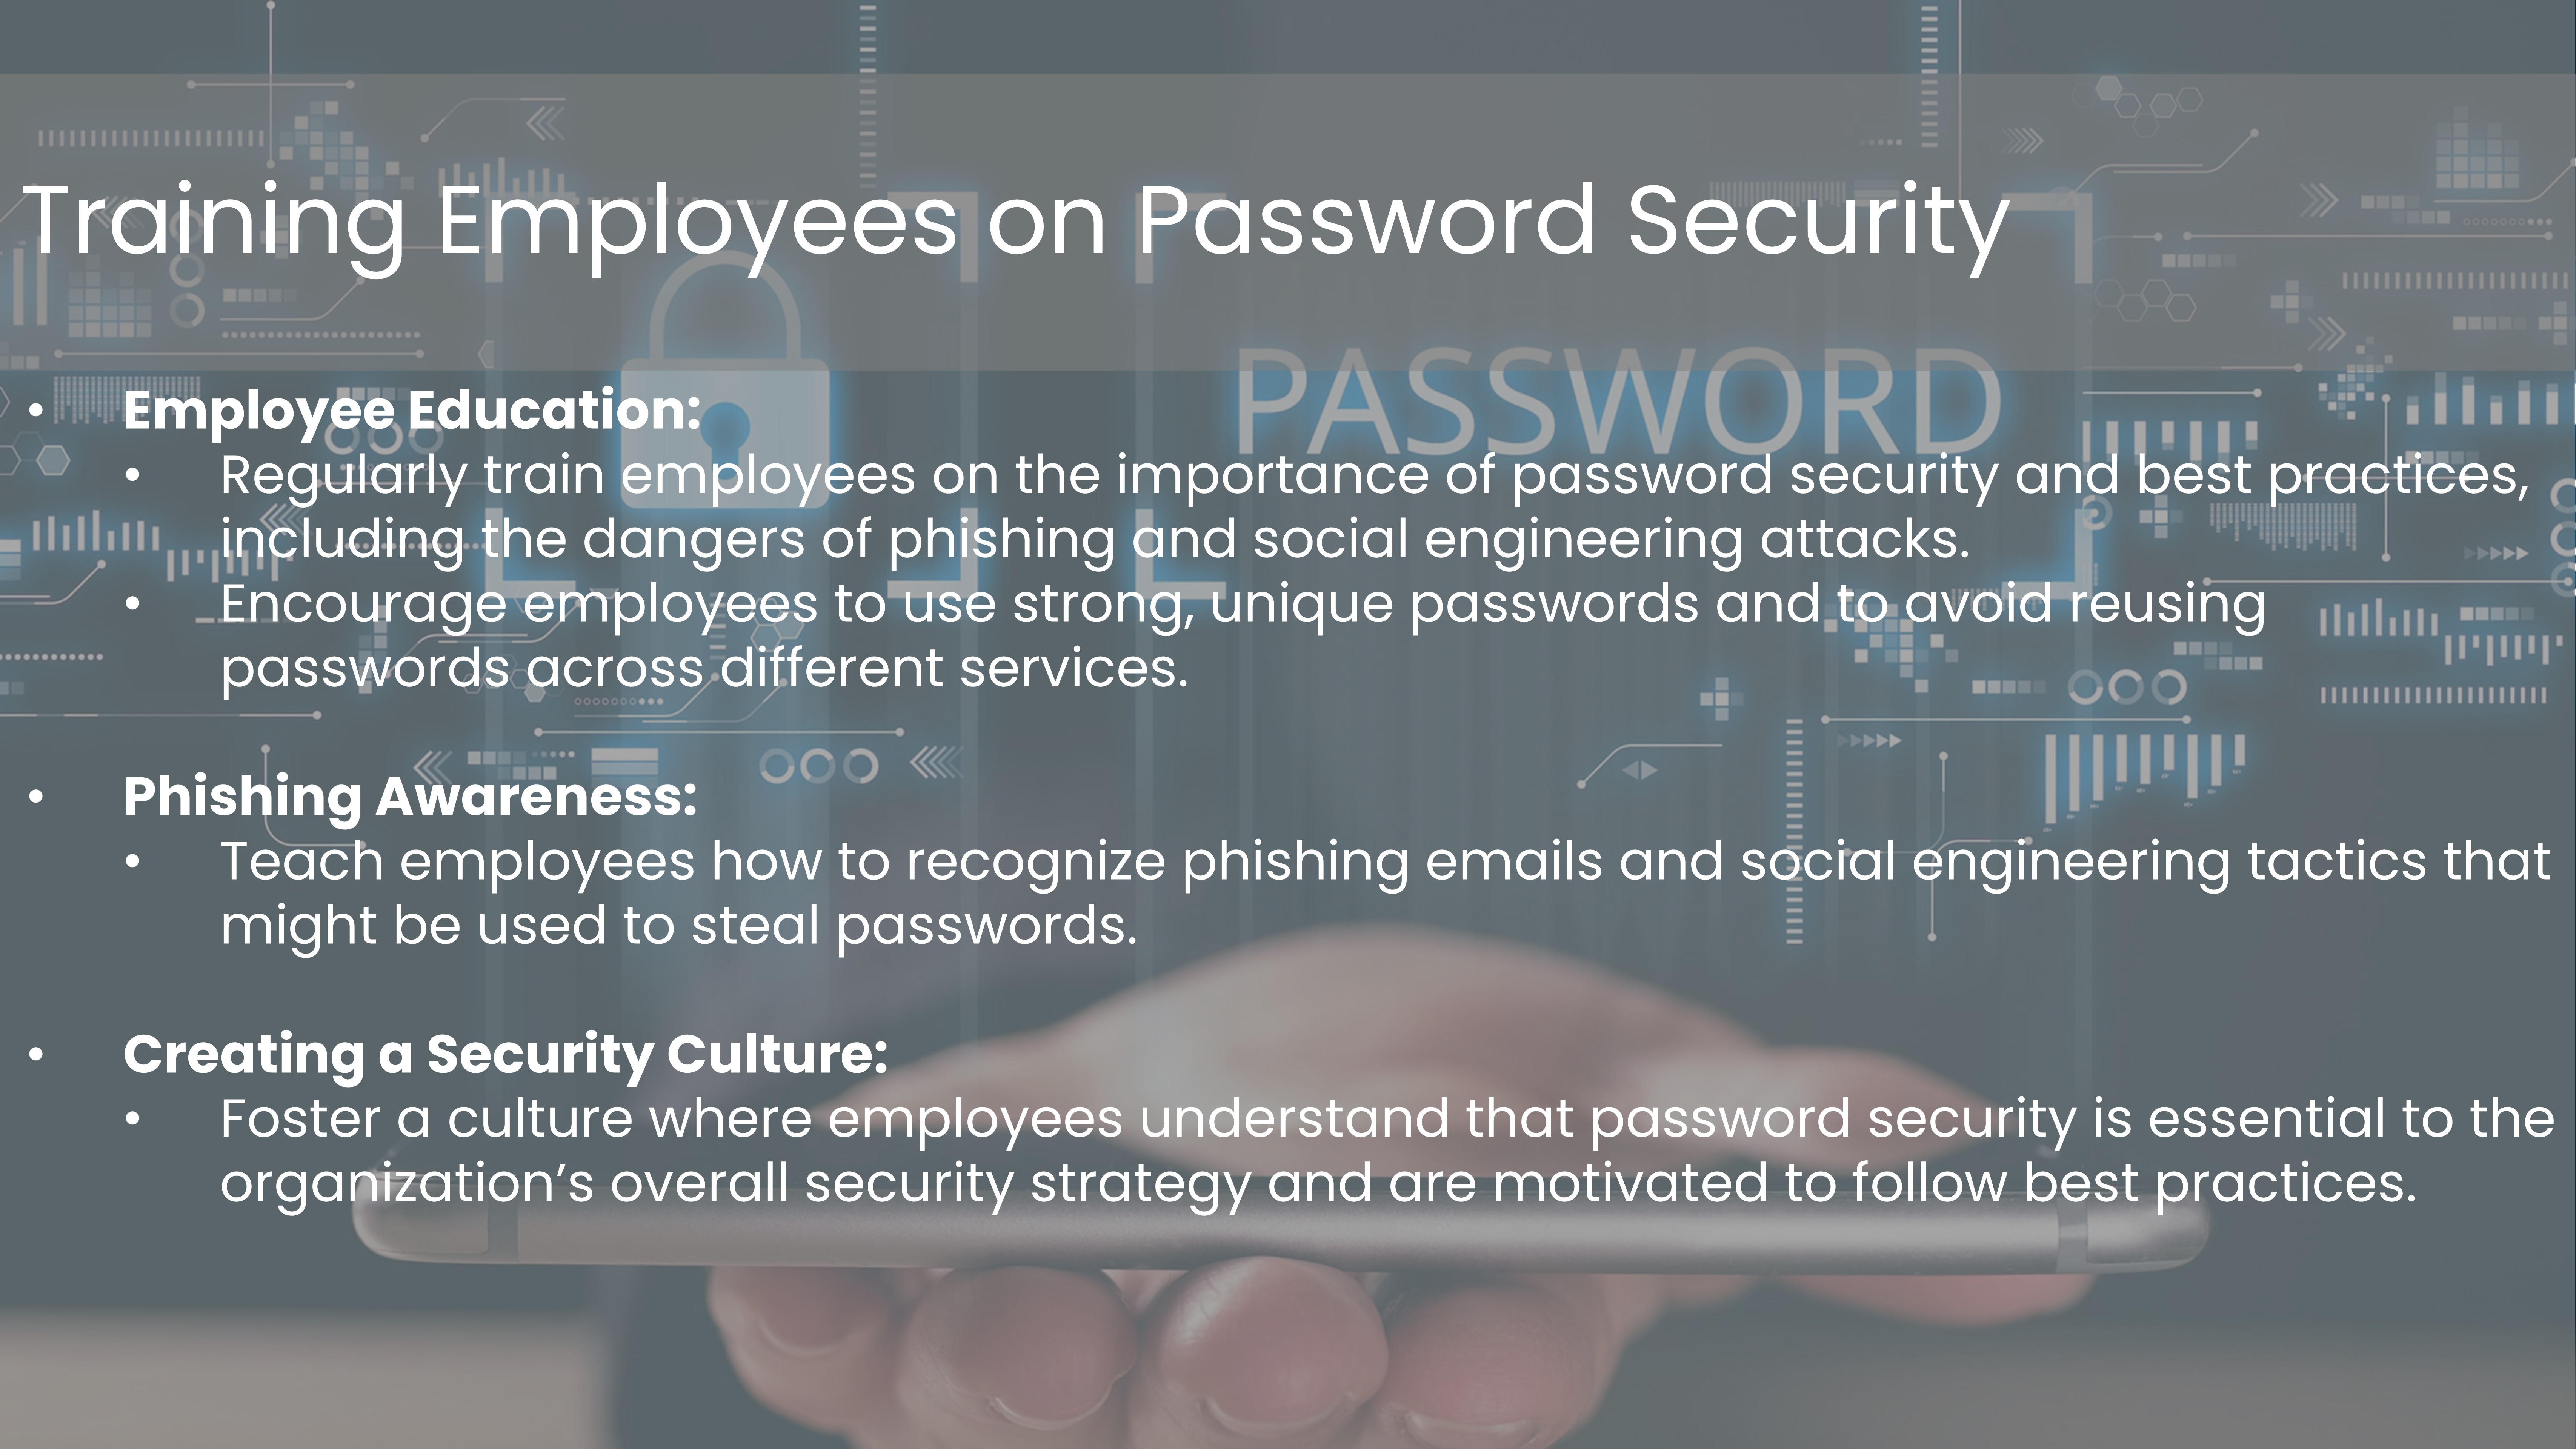 Training Employees on Password Security
PASSWORD
• Employee Education:
• Regularly train employees on the importance of password security and best practices,
including the dangers of phishing and social engineering attacks.
• Encourage employees to use strong, unique passwords and to avoid reusing
passwords across different services.
• Phishing Awareness:
• Teach employees how to recognize phishing emails and social engineering tactics that
might be used to steal passwords.
• Creating a Security Culture:
• Foster a culture where employees understand that password security is essential to the
organization’s overall security strategy and are motivated to follow best practices.